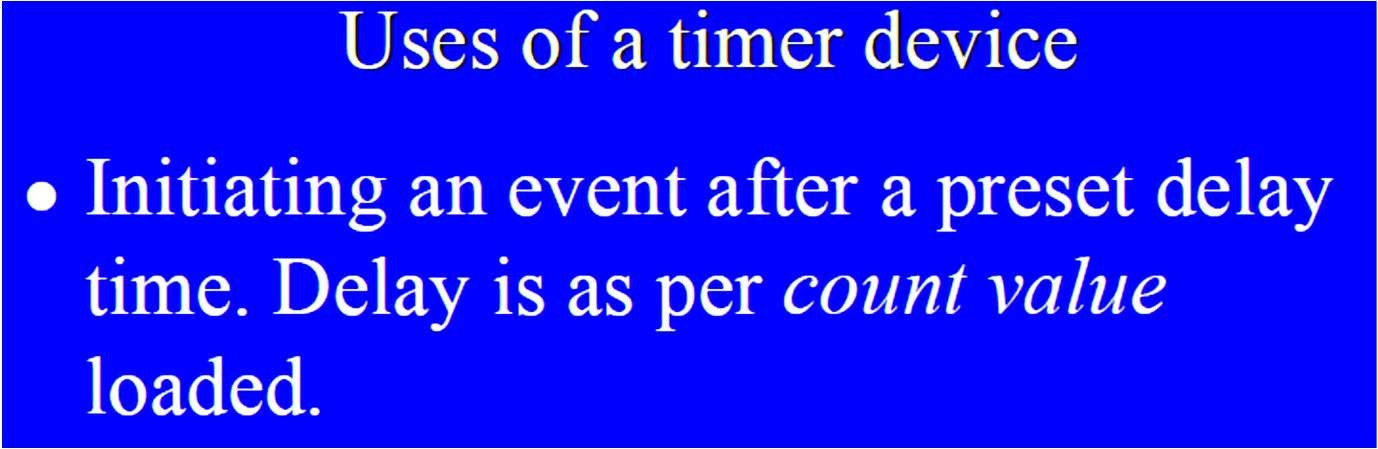 Uses of a timer device
• Initiating an event after a preset delay
time. Delay is as per count value
loaded.